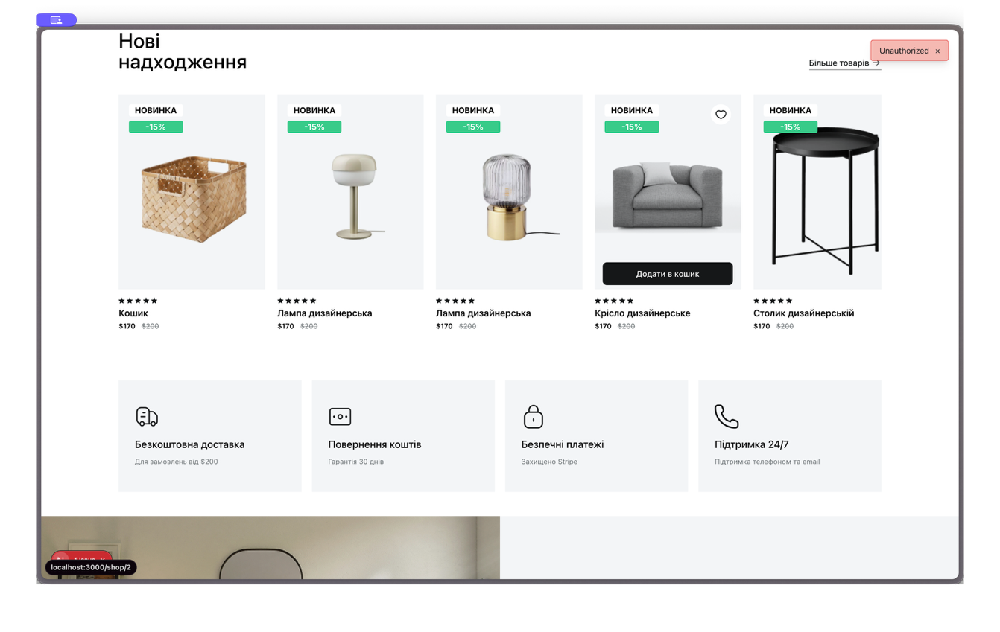 Нові
надходження
Unauthorized ×
Більше товарів →
НОВИНКА
-15%
НОВИНКА
-15%
НОВИНКА
-15%
НОВИНКА
-15%
НОВИНКА
-15%
Додати в кошик
★★★★★
Кошик
$170 $200
★★★★★
Лампа дизайнерська
$170 $200
★★★★★
Лампа дизайнерська
$170 $200
★★★★★
Крісло дизайнерське
$170 $200
★★★★★
Столик дизайнерській
$170 $200
Безкоштовна доставка
Для замовлень від $200
Повернення коштів
Гарантія 30 днів
Безпечні платежі
Захищено Stripe
Підтримка 24/7
Підтримка телефоном та email
localhost:3000/shop/2